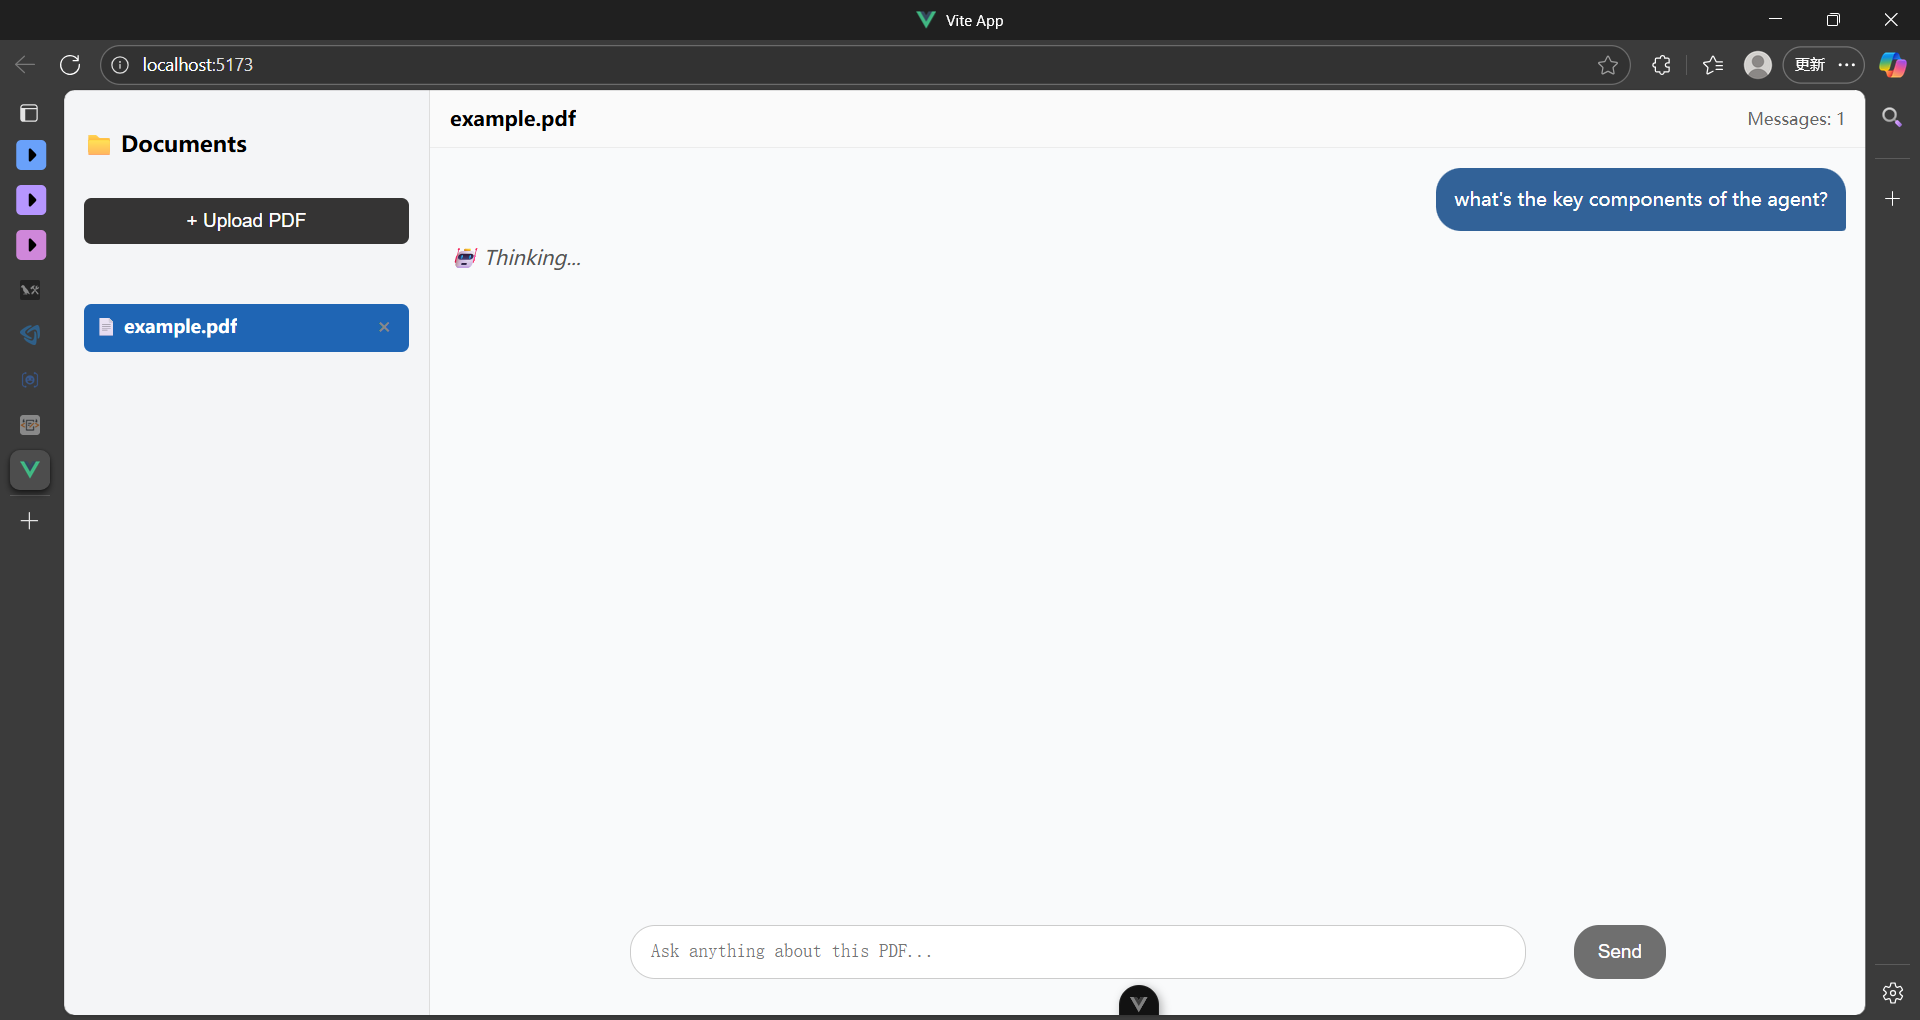 Vite App
localhost:5173
更新
Documents
+ Upload PDF
example.pdf
example.pdf
Messages: 1
what's the key components of the agent?
Thinking...
Ask anything about this PDF...
Send